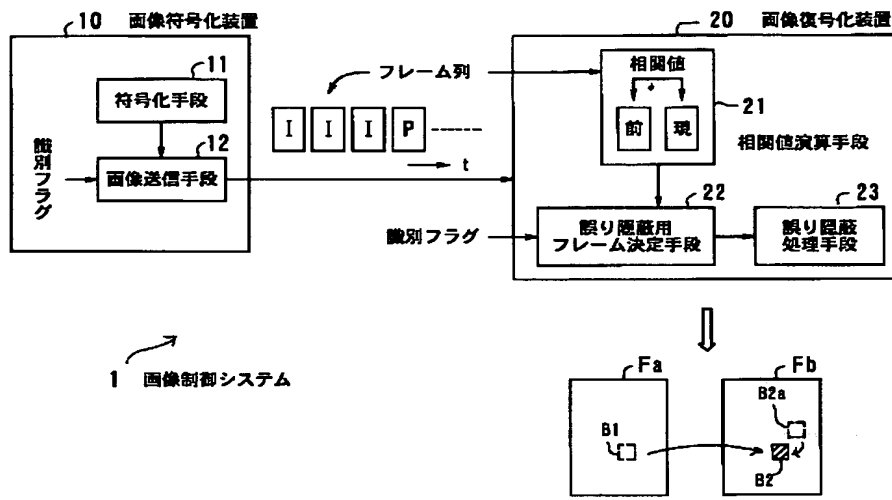 10 画像符号化装置
11
符号化手段
12
画像送信手段
識別フラグ
フレーム列
I I I P
t
20 画像復号化装置
相関値
前 現
21
相関値演算手段
22
誤り隠蔽用
フレーム決定手段
23
誤り隠蔽
処理手段
識別フラグ
1 画像制御システム
Fa
B1
Fb
B2a
B2